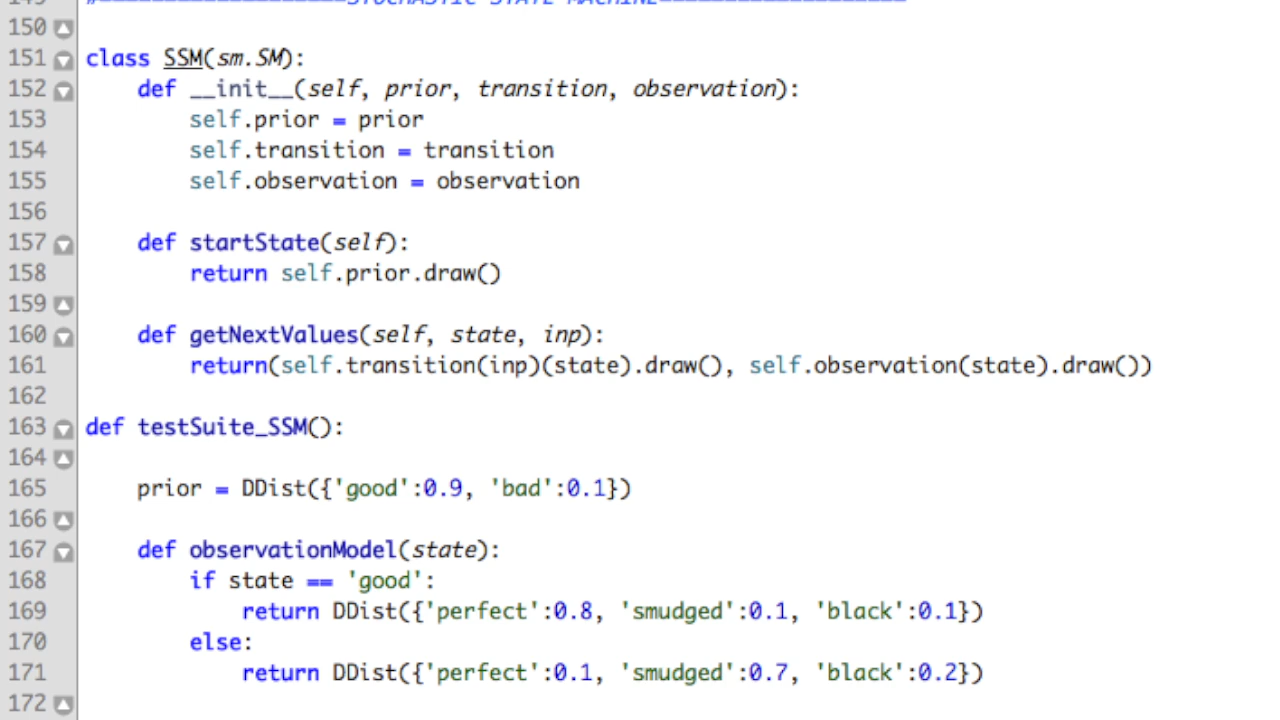 149 #===================STOCHASTIC STATE MACHINE===================
150
151 class SSM(sm.SM):
152     def __init__(self, prior, transition, observation):
153         self.prior = prior
154         self.transition = transition
155         self.observation = observation
156
157     def startState(self):
158         return self.prior.draw()
159
160     def getNextValues(self, state, inp):
161         return(self.transition(inp)(state).draw(), self.observation(state).draw())
162
163 def testSuite_SSM():
164
165     prior = DDist({'good':0.9, 'bad':0.1})
166
167     def observationModel(state):
168         if state == 'good':
169             return DDist({'perfect':0.8, 'smudged':0.1, 'black':0.1})
170         else:
171             return DDist({'perfect':0.1, 'smudged':0.7, 'black':0.2})
172